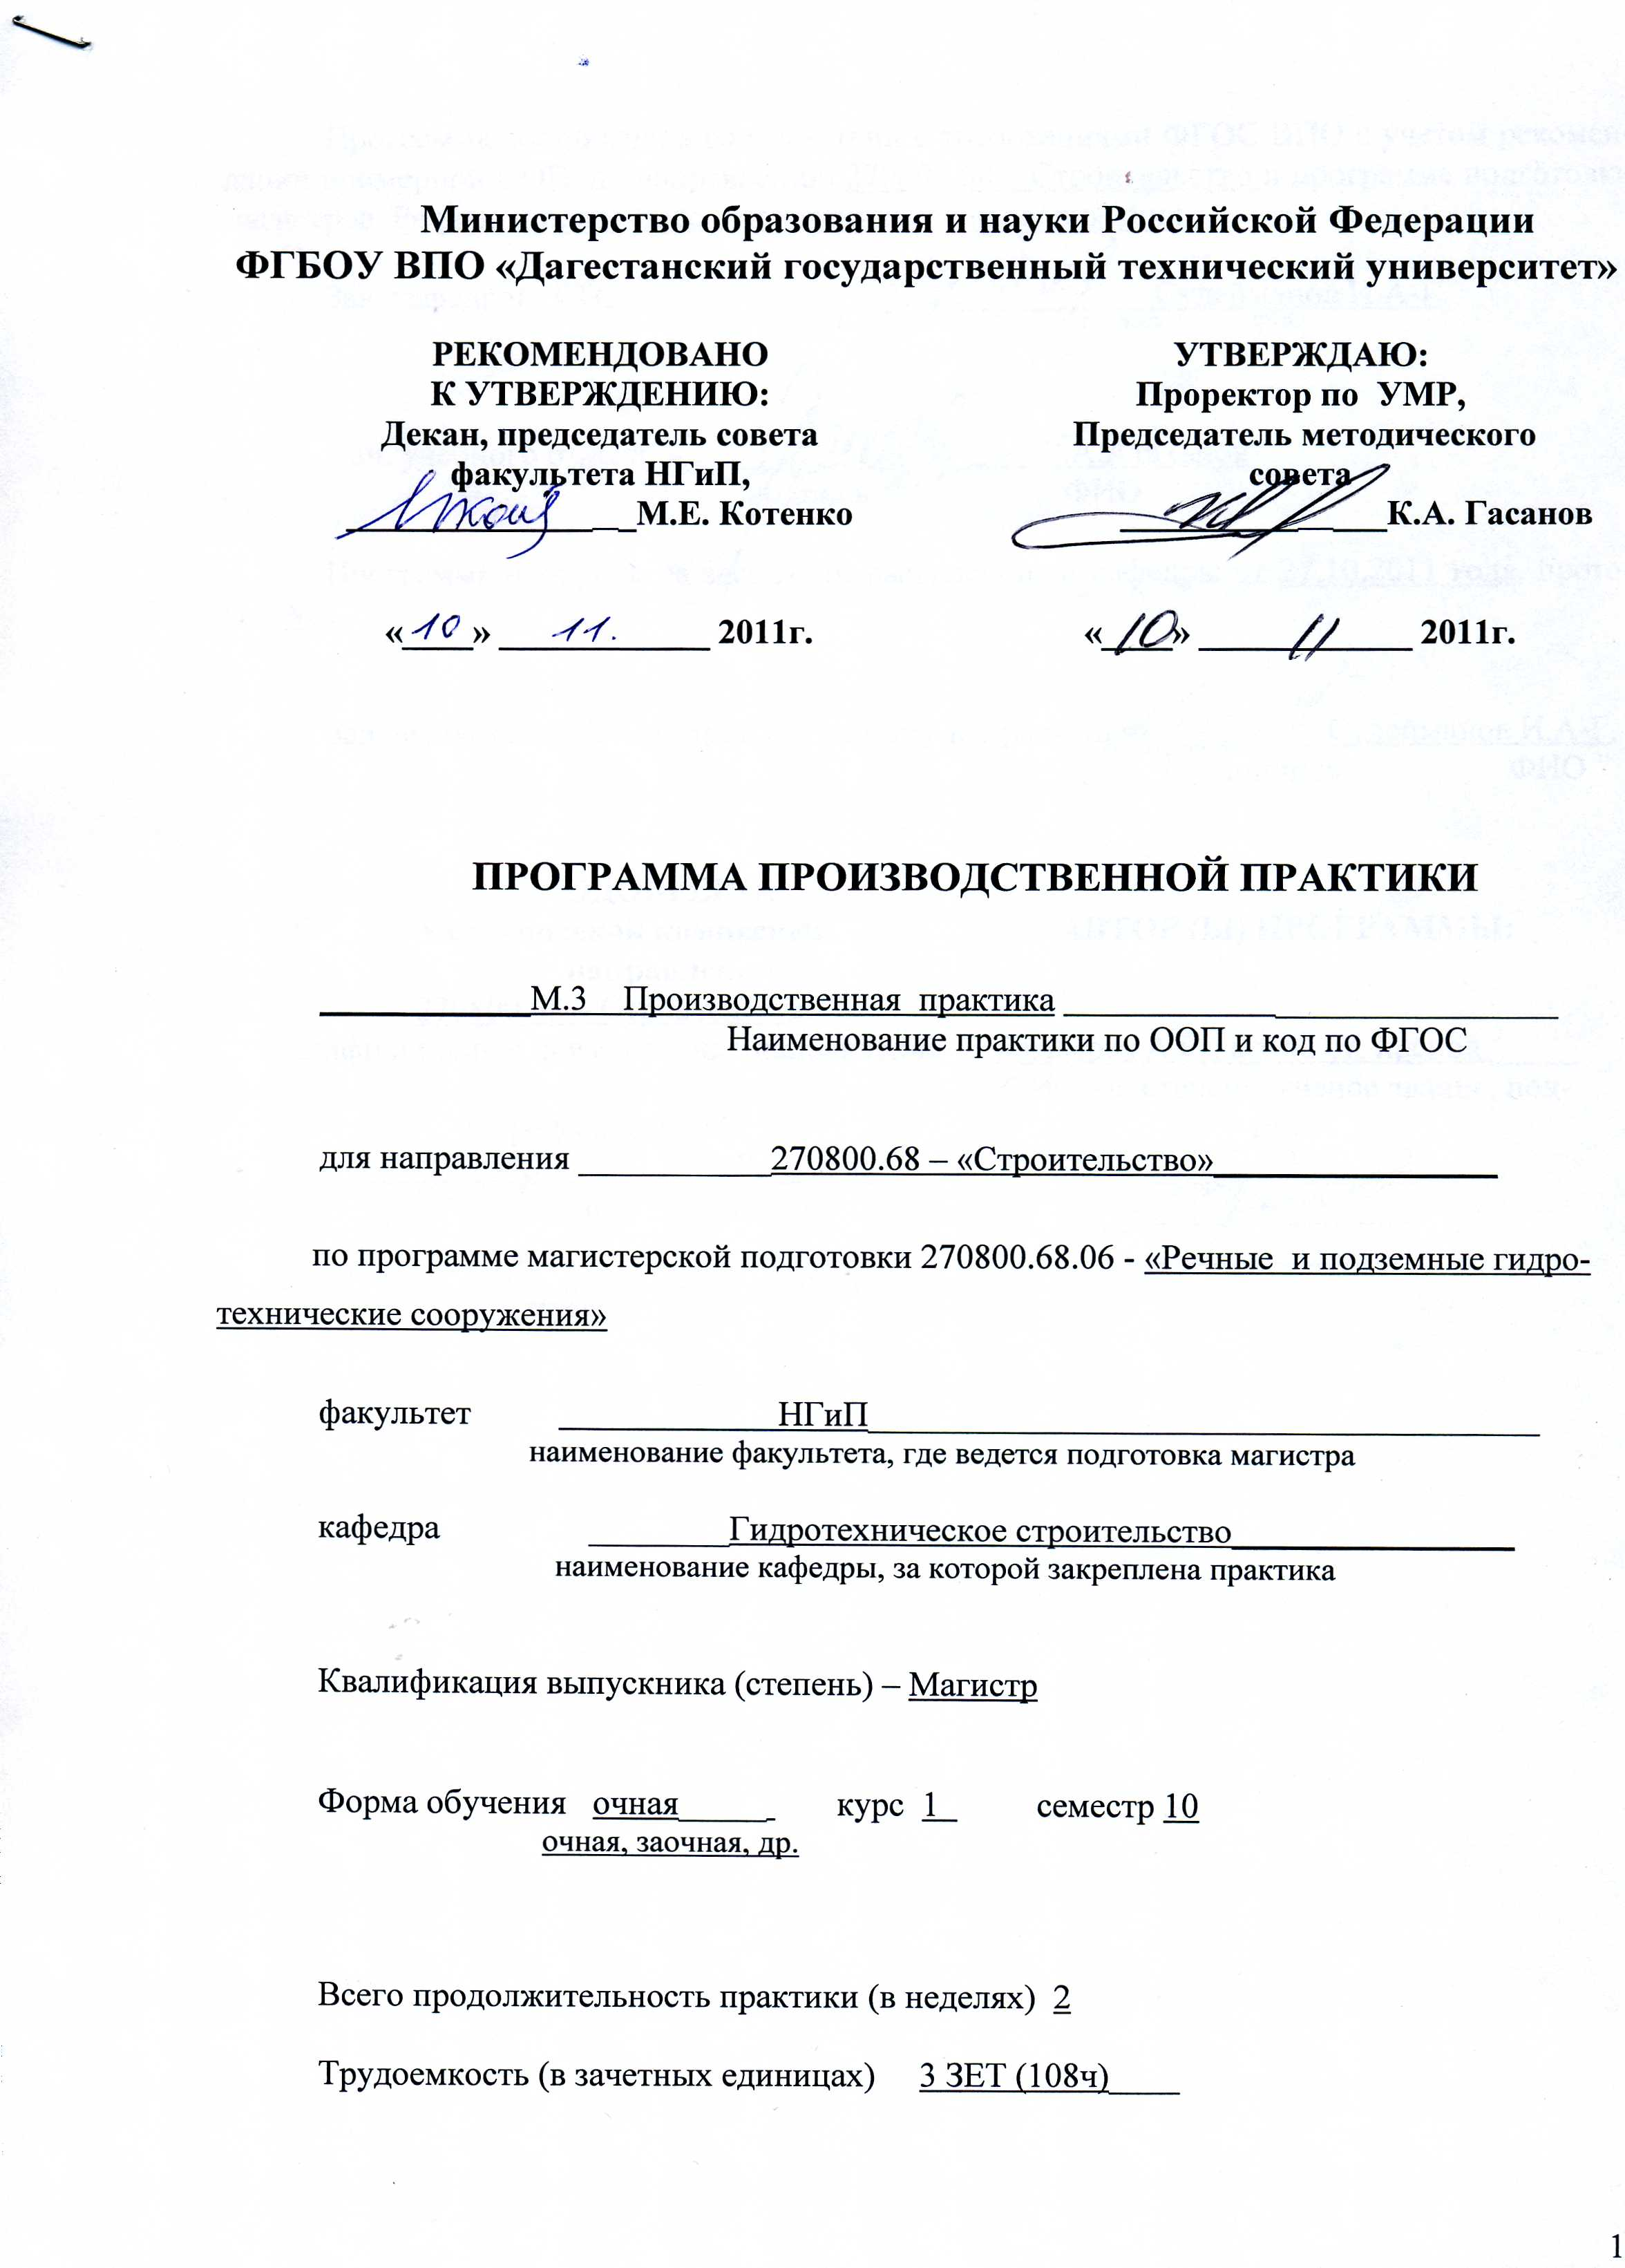 Министерство образования и науки Российской Федерации
ФГБОУ ВПО «Дагестанский государственный технический университет»
РЕКОМЕНДОВАНО
К УТВЕРЖДЕНИЮ:
Декан, председатель совета
факультета НГиП,
М.Е. Котенко
«10» 11. 2011г.
УТВЕРЖДАЮ:
Проректор по УМР,
Председатель методического
совета
К.А. Гасанов
«10» 11 2011г.
ПРОГРАММА ПРОИЗВОДСТВЕННОЙ ПРАКТИКИ
М.3 Производственная практика
Наименование практики по ООП и код по ФГОС
для направления 270800.68 – «Строительство»
по программе магистерской подготовки 270800.68.06 - «Речные и подземные гидро-
технические сооружения»
факультет НГиП
наименование факультета, где ведется подготовка магистра
кафедра Гидротехническое строительство
наименование кафедры, за которой закреплена практика
Квалификация выпускника (степень) – Магистр
Форма обучения очная курс 1 семестр 10
очная, заочная, др.
Всего продолжительность практики (в неделях) 2
Трудоемкость (в зачетных единицах) 3 ЗЕТ (108ч)
1